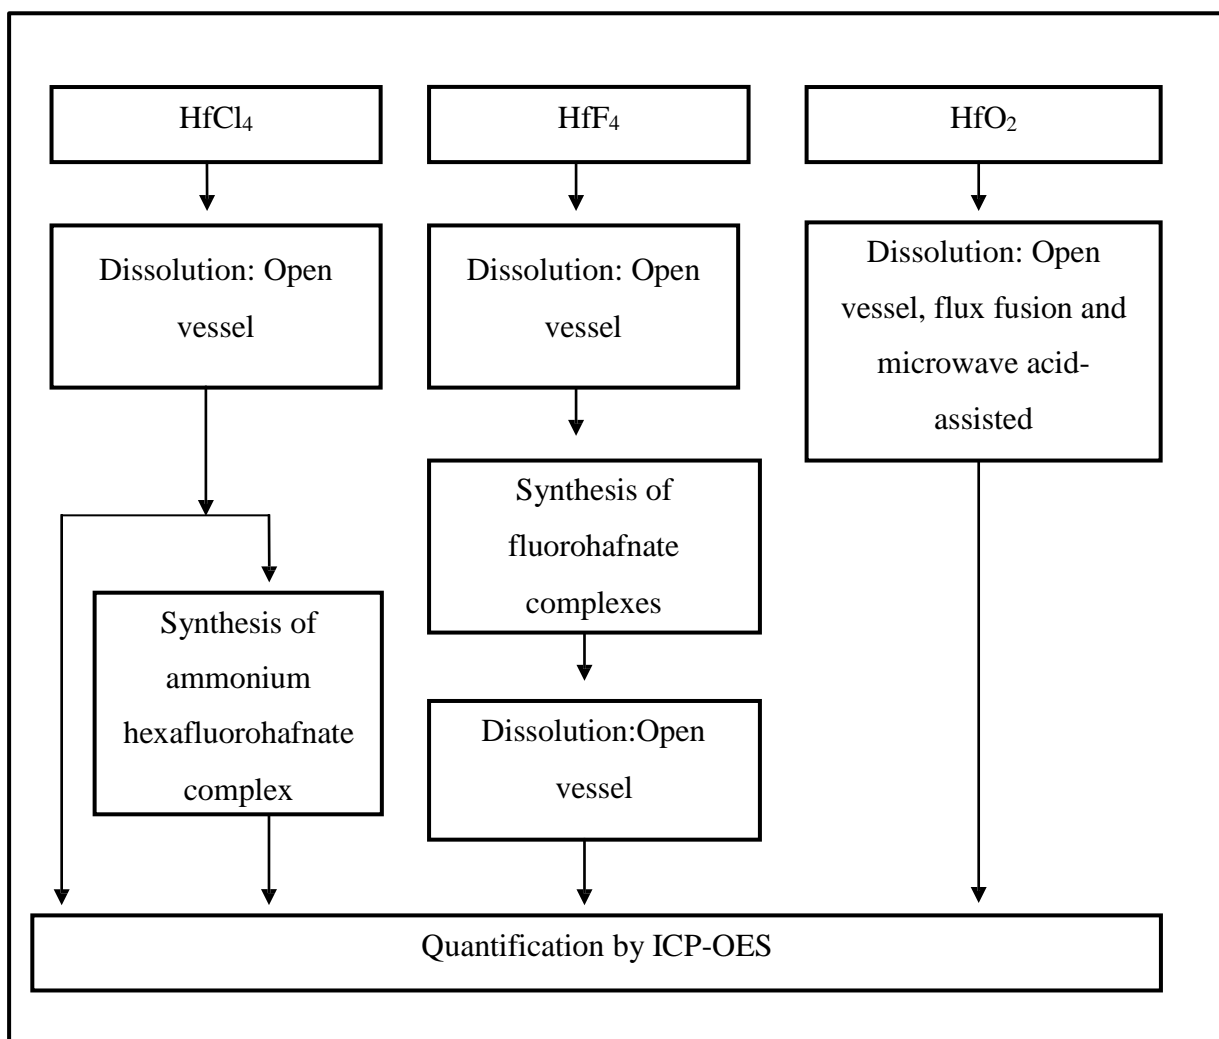 HfCl₄
HfF₄
HfO₂
Dissolution: Open
vessel
Dissolution: Open
vessel
Dissolution: Open
vessel, flux fusion and
microwave acid-
assisted
Synthesis of
ammonium
hexafluorohafnate
complex
Synthesis of
fluorohafnate
complexes
Dissolution:Open
vessel
Quantification by ICP-OES